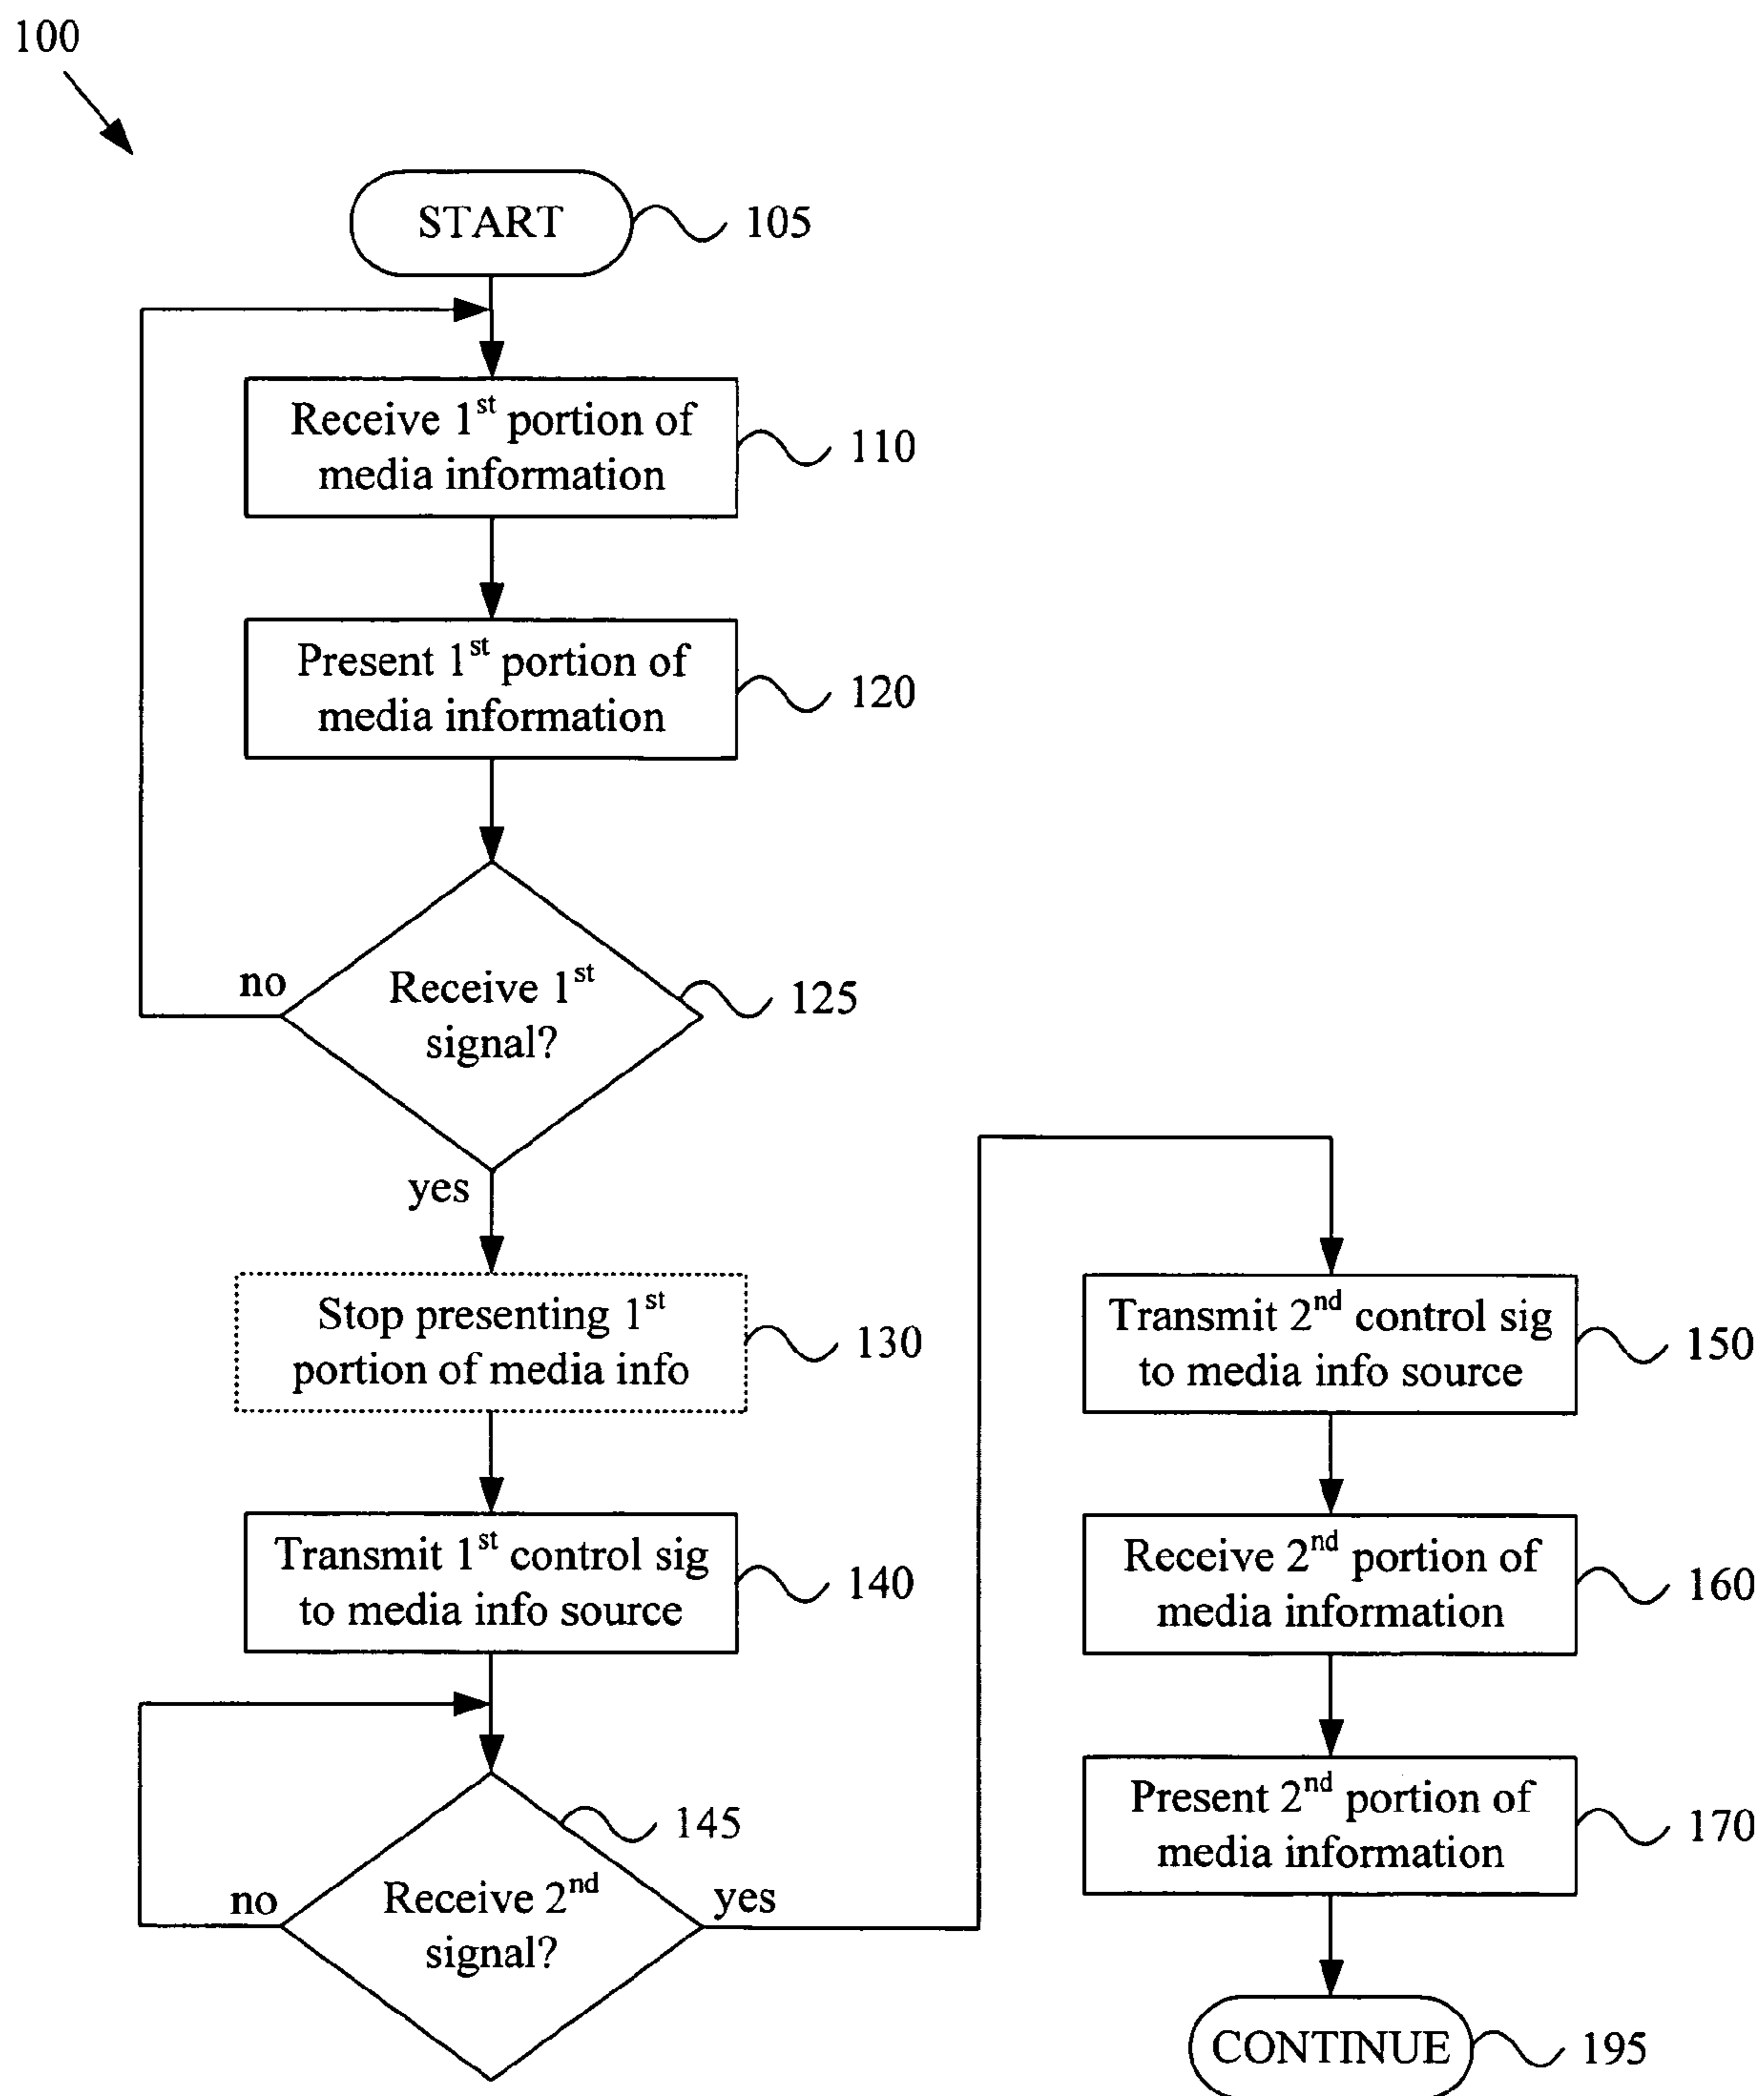 100
START
105
Receive 1st portion of
media information
110
Present 1st portion of
media information
120
Receive 1st
signal?
125
no
yes
Stop presenting 1st
portion of media info
130
Transmit 1st control sig
to media info source
140
145
Receive 2nd
signal?
no
yes
Transmit 2nd control sig
to media info source
150
Receive 2nd portion of
media information
160
Present 2nd portion of
media information
170
CONTINUE
195